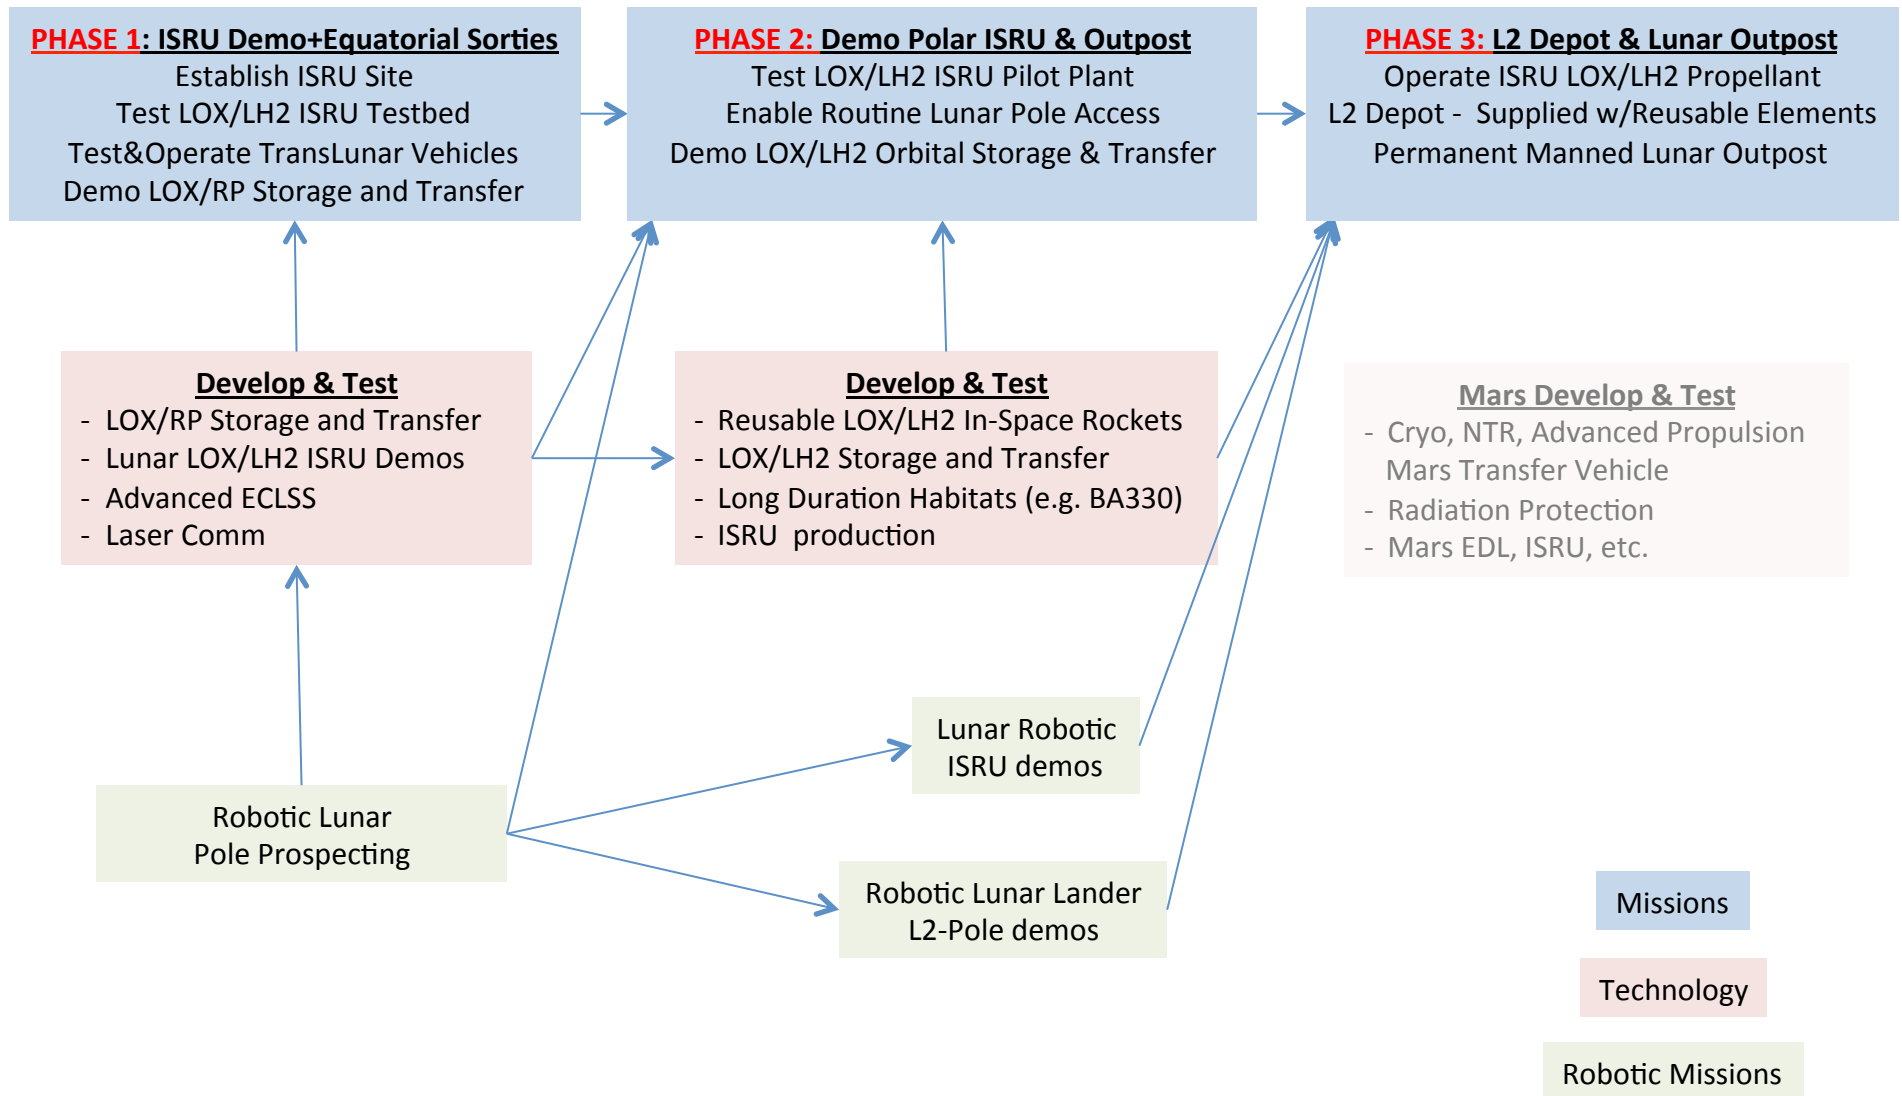 PHASE 1: ISRU Demo+Equatorial Sorties
Establish ISRU Site
Test LOX/LH2 ISRU Testbed
Test&Operate TransLunar Vehicles
Demo LOX/RP Storage and Transfer
PHASE 2: Demo Polar ISRU & Outpost
Test LOX/LH2 ISRU Pilot Plant
Enable Routine Lunar Pole Access
Demo LOX/LH2 Orbital Storage & Transfer
PHASE 3: L2 Depot & Lunar Outpost
Operate ISRU LOX/LH2 Propellant
L2 Depot - Supplied w/Reusable Elements
Permanent Manned Lunar Outpost
Develop & Test
- LOX/RP Storage and Transfer
- Lunar LOX/LH2 ISRU Demos
- Advanced ECLSS
- Laser Comm
Develop & Test
- Reusable LOX/LH2 In-Space Rockets
- LOX/LH2 Storage and Transfer
- Long Duration Habitats (e.g. BA330)
- ISRU production
Mars Develop & Test
- Cryo, NTR, Advanced Propulsion
Mars Transfer Vehicle
- Radiation Protection
- Mars EDL, ISRU, etc.
Lunar Robotic
ISRU demos
Robotic Lunar
Pole Prospecting
Robotic Lunar Lander
L2-Pole demos
Missions
Technology
Robotic Missions